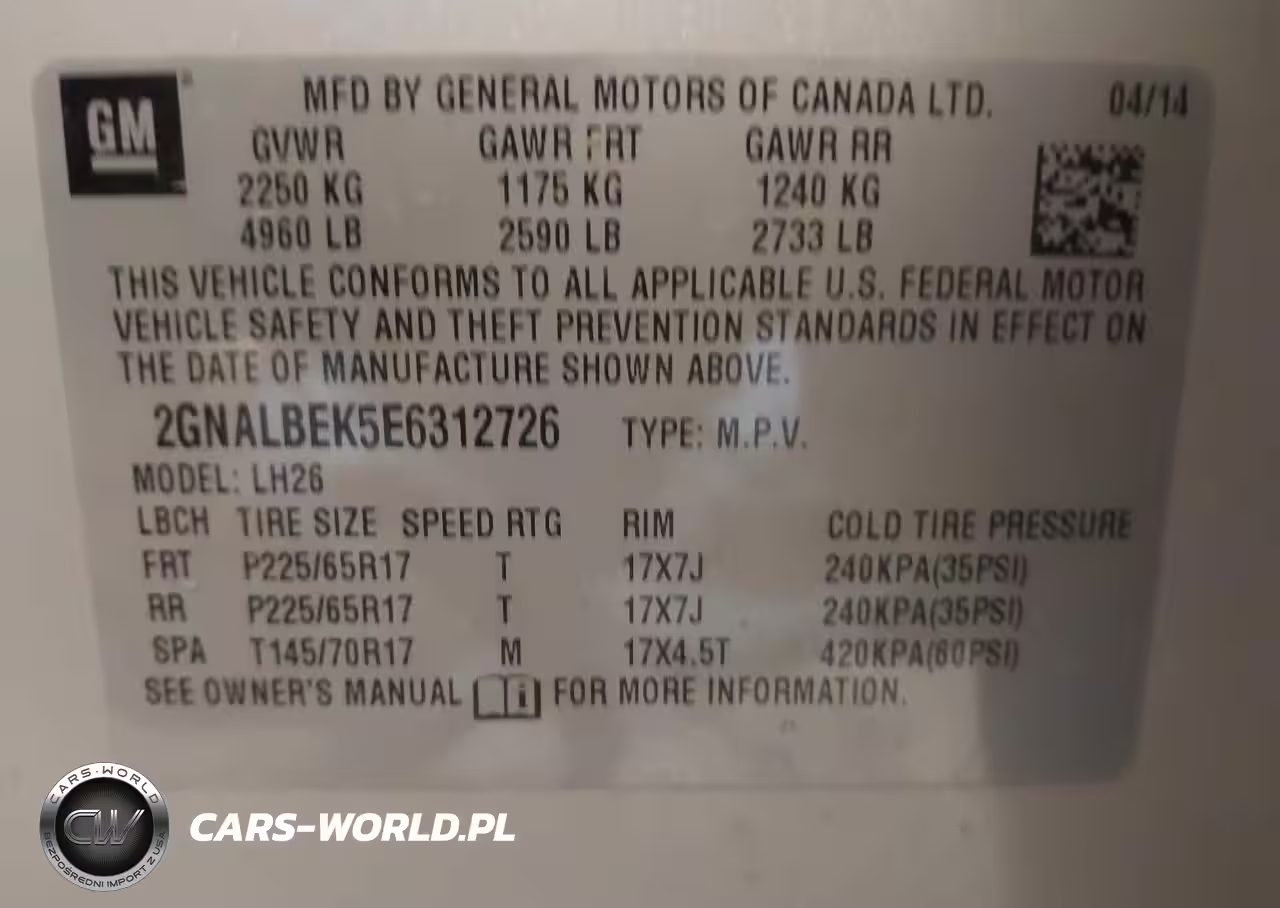 GM
MFD BY GENERAL MOTORS OF CANADA LTD. 04/14
GVWR GAWR FRT GAWR RR
2250 KG 1175 KG 1240 KG
4960 LB 2590 LB 2733 LB
THIS VEHICLE CONFORMS TO ALL APPLICABLE U.S. FEDERAL MOTOR
VEHICLE SAFETY AND THEFT PREVENTION STANDARDS IN EFFECT ON
THE DATE OF MANUFACTURE SHOWN ABOVE.
2GNALBEK5E6312726 TYPE: M.P.V.
MODEL: LH26
LBCH TIRE SIZE SPEED RTG RIM COLD TIRE PRESSURE
FRT P225/65R17 T 17X7J 240KPA(35PSI)
RR P225/65R17 T 17X7J 240KPA(35PSI)
SPA T145/70R17 M 17X4.5T 420KPA(60PSI)
SEE OWNER'S MANUAL i FOR MORE INFORMATION.
CARS-WORLD
CW
BEZPOŚREDNI IMPORT Z USA
CARS-WORLD.PL